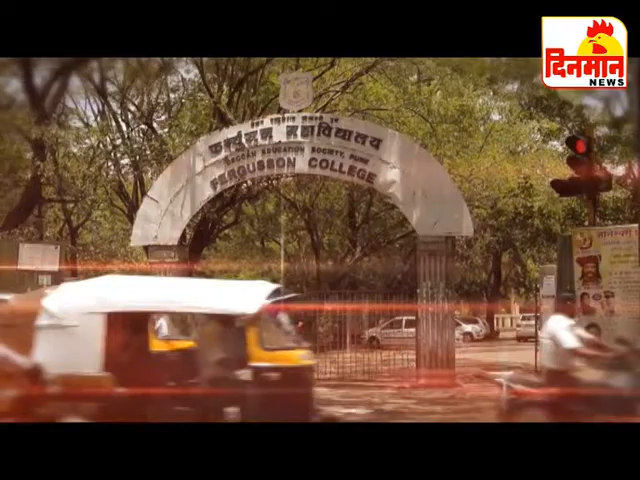 दिनमान
NEWS
फर्ग्युसन महाविद्यालय
DECCAN EDUCATION SOCIETY, PUNE
FERGUSSON COLLEGE